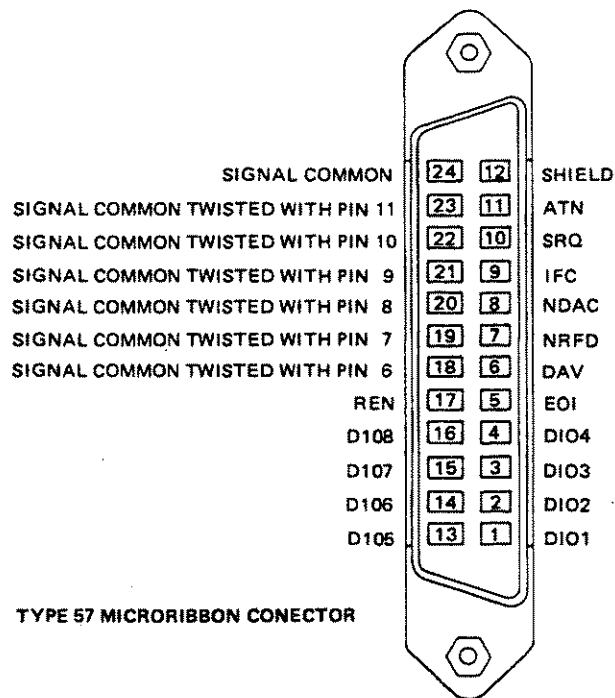 SIGNAL COMMON 24 12 SHIELD
SIGNAL COMMON TWISTED WITH PIN 11 23 11 ATN
SIGNAL COMMON TWISTED WITH PIN 10 22 10 SRQ
SIGNAL COMMON TWISTED WITH PIN 9 21 9 IFC
SIGNAL COMMON TWISTED WITH PIN 8 20 8 NDAC
SIGNAL COMMON TWISTED WITH PIN 7 19 7 NRFD
SIGNAL COMMON TWISTED WITH PIN 6 18 6 DAV
REN 17 5 EOI
D108 16 4 DIO4
D107 15 3 DIO3
D106 14 2 DIO2
D105 13 1 DIO1
TYPE 57 MICRORIBBON CONECTOR